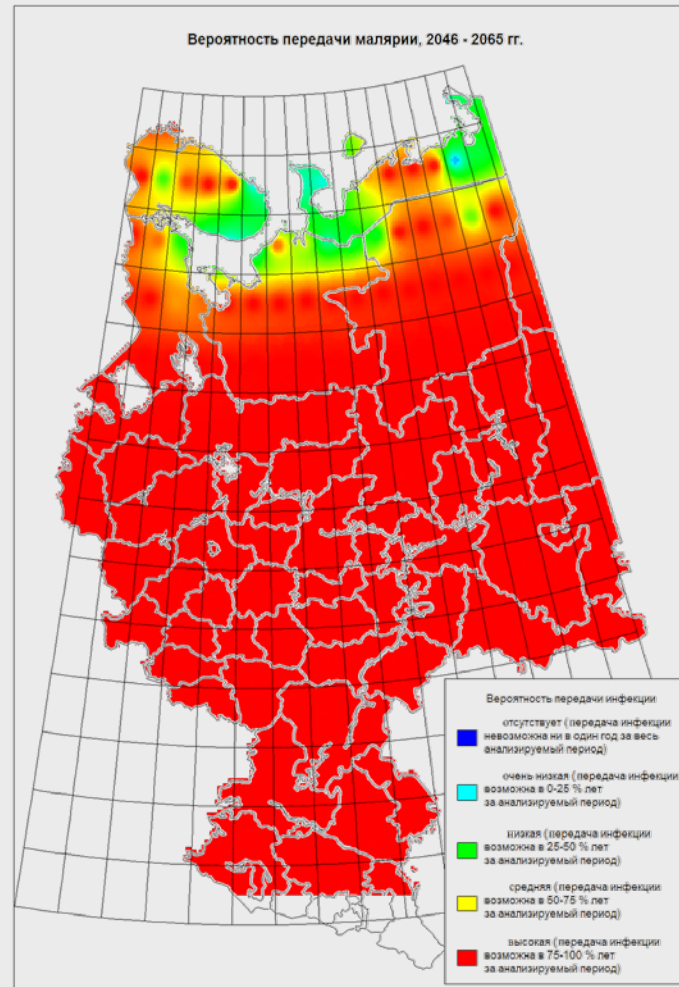 Вероятность передачи малярии, 2046 - 2065 гг.
Вероятность передачи инфекции
отсутствует (передача инфекции
невозможна ни в один год за весь
анализируемый период)
очень низкая (передача инфекции
возможна в 0-25 % лет
за анализируемый период)
низкая (передача инфекции
возможна в 25-50 % лет
за анализируемый период)
средняя (передача инфекции
возможна в 50-75 % лет
за анализируемый период)
высокая (передача инфекции
возможна в 75-100 % лет
за анализируемый период)